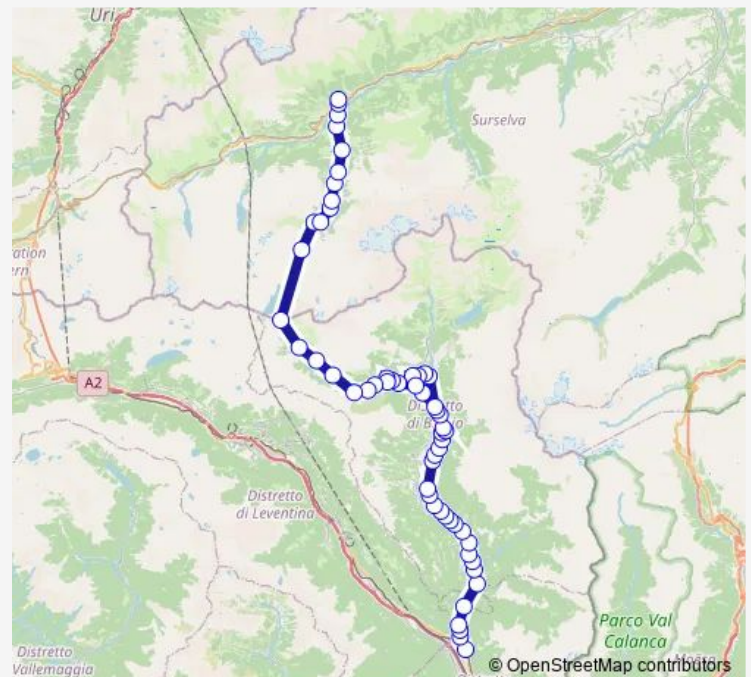 Uri
Surselva
ation
ern
A2
Distretto
di Blenio
Distretto
di Leventina
Parco Val
Calanca
Distretto
Vallemaggia
© OpenStreetMap contributors